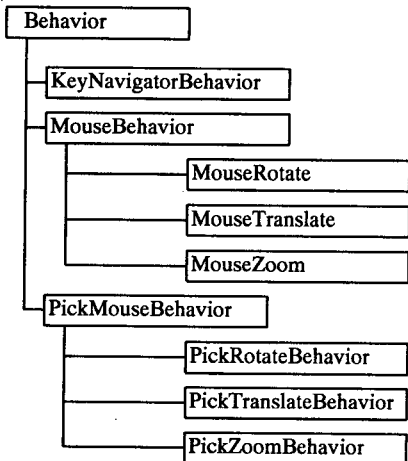 Behavior
KeyNavigatorBehavior
MouseBehavior
MouseRotate
MouseTranslate
MouseZoom
PickMouseBehavior
PickRotateBehavior
PickTranslateBehavior
PickZoomBehavior